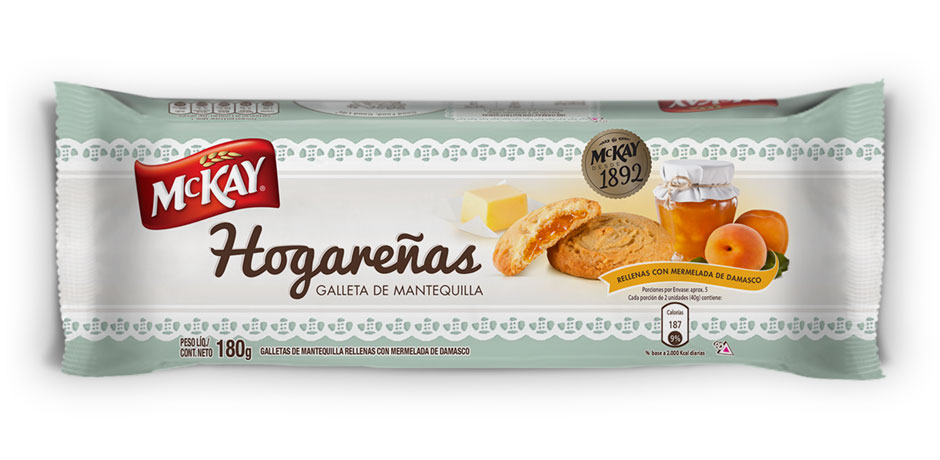 McKAY®
McKAY
DESDE
1892
Hogareñas
GALLETA DE MANTEQUILLA
RELLENAS CON MERMELADA DE DAMASCO
Porciones por Envase: aprox. 5
Cada porción de 2 unidades (40g) contiene:
Calorías
187
9%
% base a 2.000 Kcal diarias
PESO LÍQ./
CONT. NETO 180g GALLETAS DE MANTEQUILLA RELLENAS CON MERMELADA DE DAMASCO